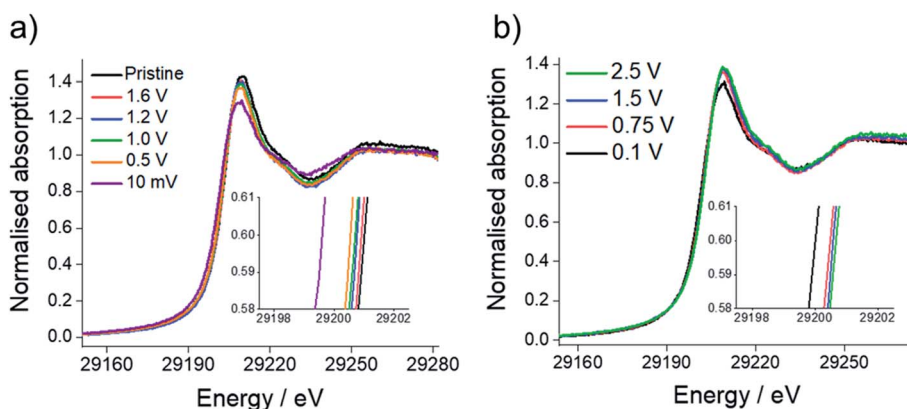 a)
Normalised absorption
1.4
1.2
1.0
0.8
0.6
0.4
0.2
0.0
Pristine
1.6 V
1.2 V
1.0 V
0.5 V
10 mV
0.61
0.60
0.59
0.58
29198 29200 29202
29160 29190 29220 29250 29280
Energy / eV
b)
Normalised absorption
1.4
1.2
1.0
0.8
0.6
0.4
0.2
0.0
2.5 V
1.5 V
0.75 V
0.1 V
0.61
0.60
0.59
0.58
29198 29200 29202
29160 29190 29220 29250
Energy / eV